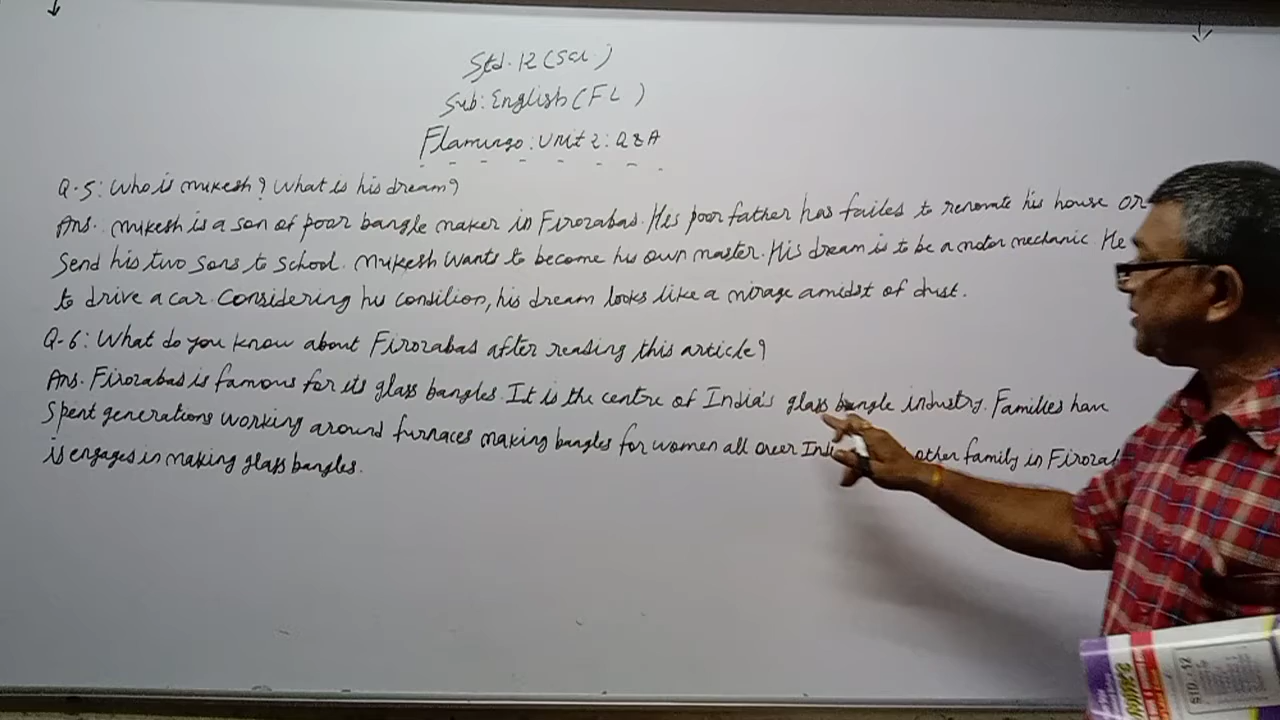 Std. 12 (Sci.)
Sub: English (FL)
Flamingo: Unit 2: Q&A
Q-5: Who is Mukesh? What is his dream?
Ans. Mukesh is a son of poor bangle maker in Firozabad. His poor father has failed to renovate his house or
send his two sons to school. Mukesh wants to become his own master. His dream is to be a motor mechanic. He
to drive a car. Considering his condition, his dream looks like a mirage amidst of dust.
Q-6: What do you know about Firozabad after reading this article?
Ans. Firozabad is famous for its glass bangles. It is the centre of India's glass bangle industry. Families have
spent generations working around furnaces making bangles for women all over other family in
is engaged in making glass bangles.
STD.-12